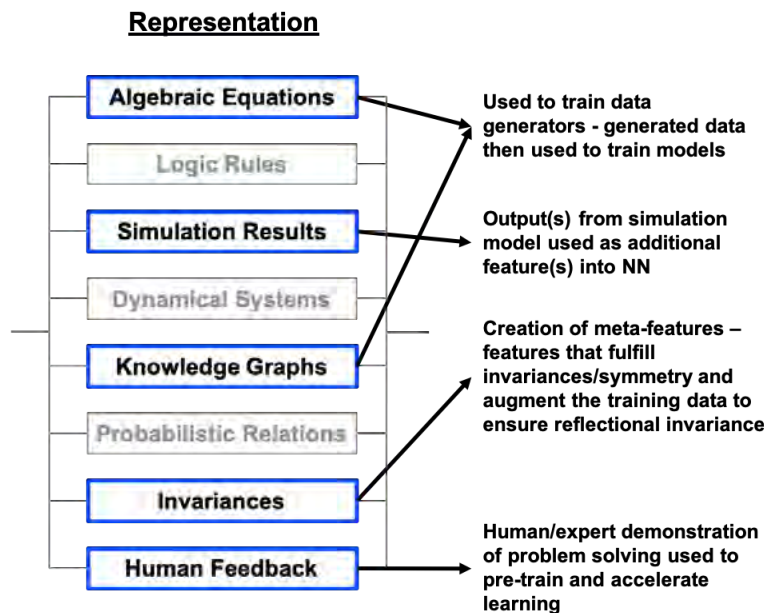 Representation
Algebraic Equations
Logic Rules
Simulation Results
Dynamical Systems
Knowledge Graphs
Probabilistic Relations
Invariances
Human Feedback
Used to train data
generators - generated data
then used to train models
Output(s) from simulation
model used as additional
feature(s) into NN
Creation of meta-features –
features that fulfill
invariances/symmetry and
augment the training data to
ensure reflectional invariance
Human/expert demonstration
of problem solving used to
pre-train and accelerate
learning